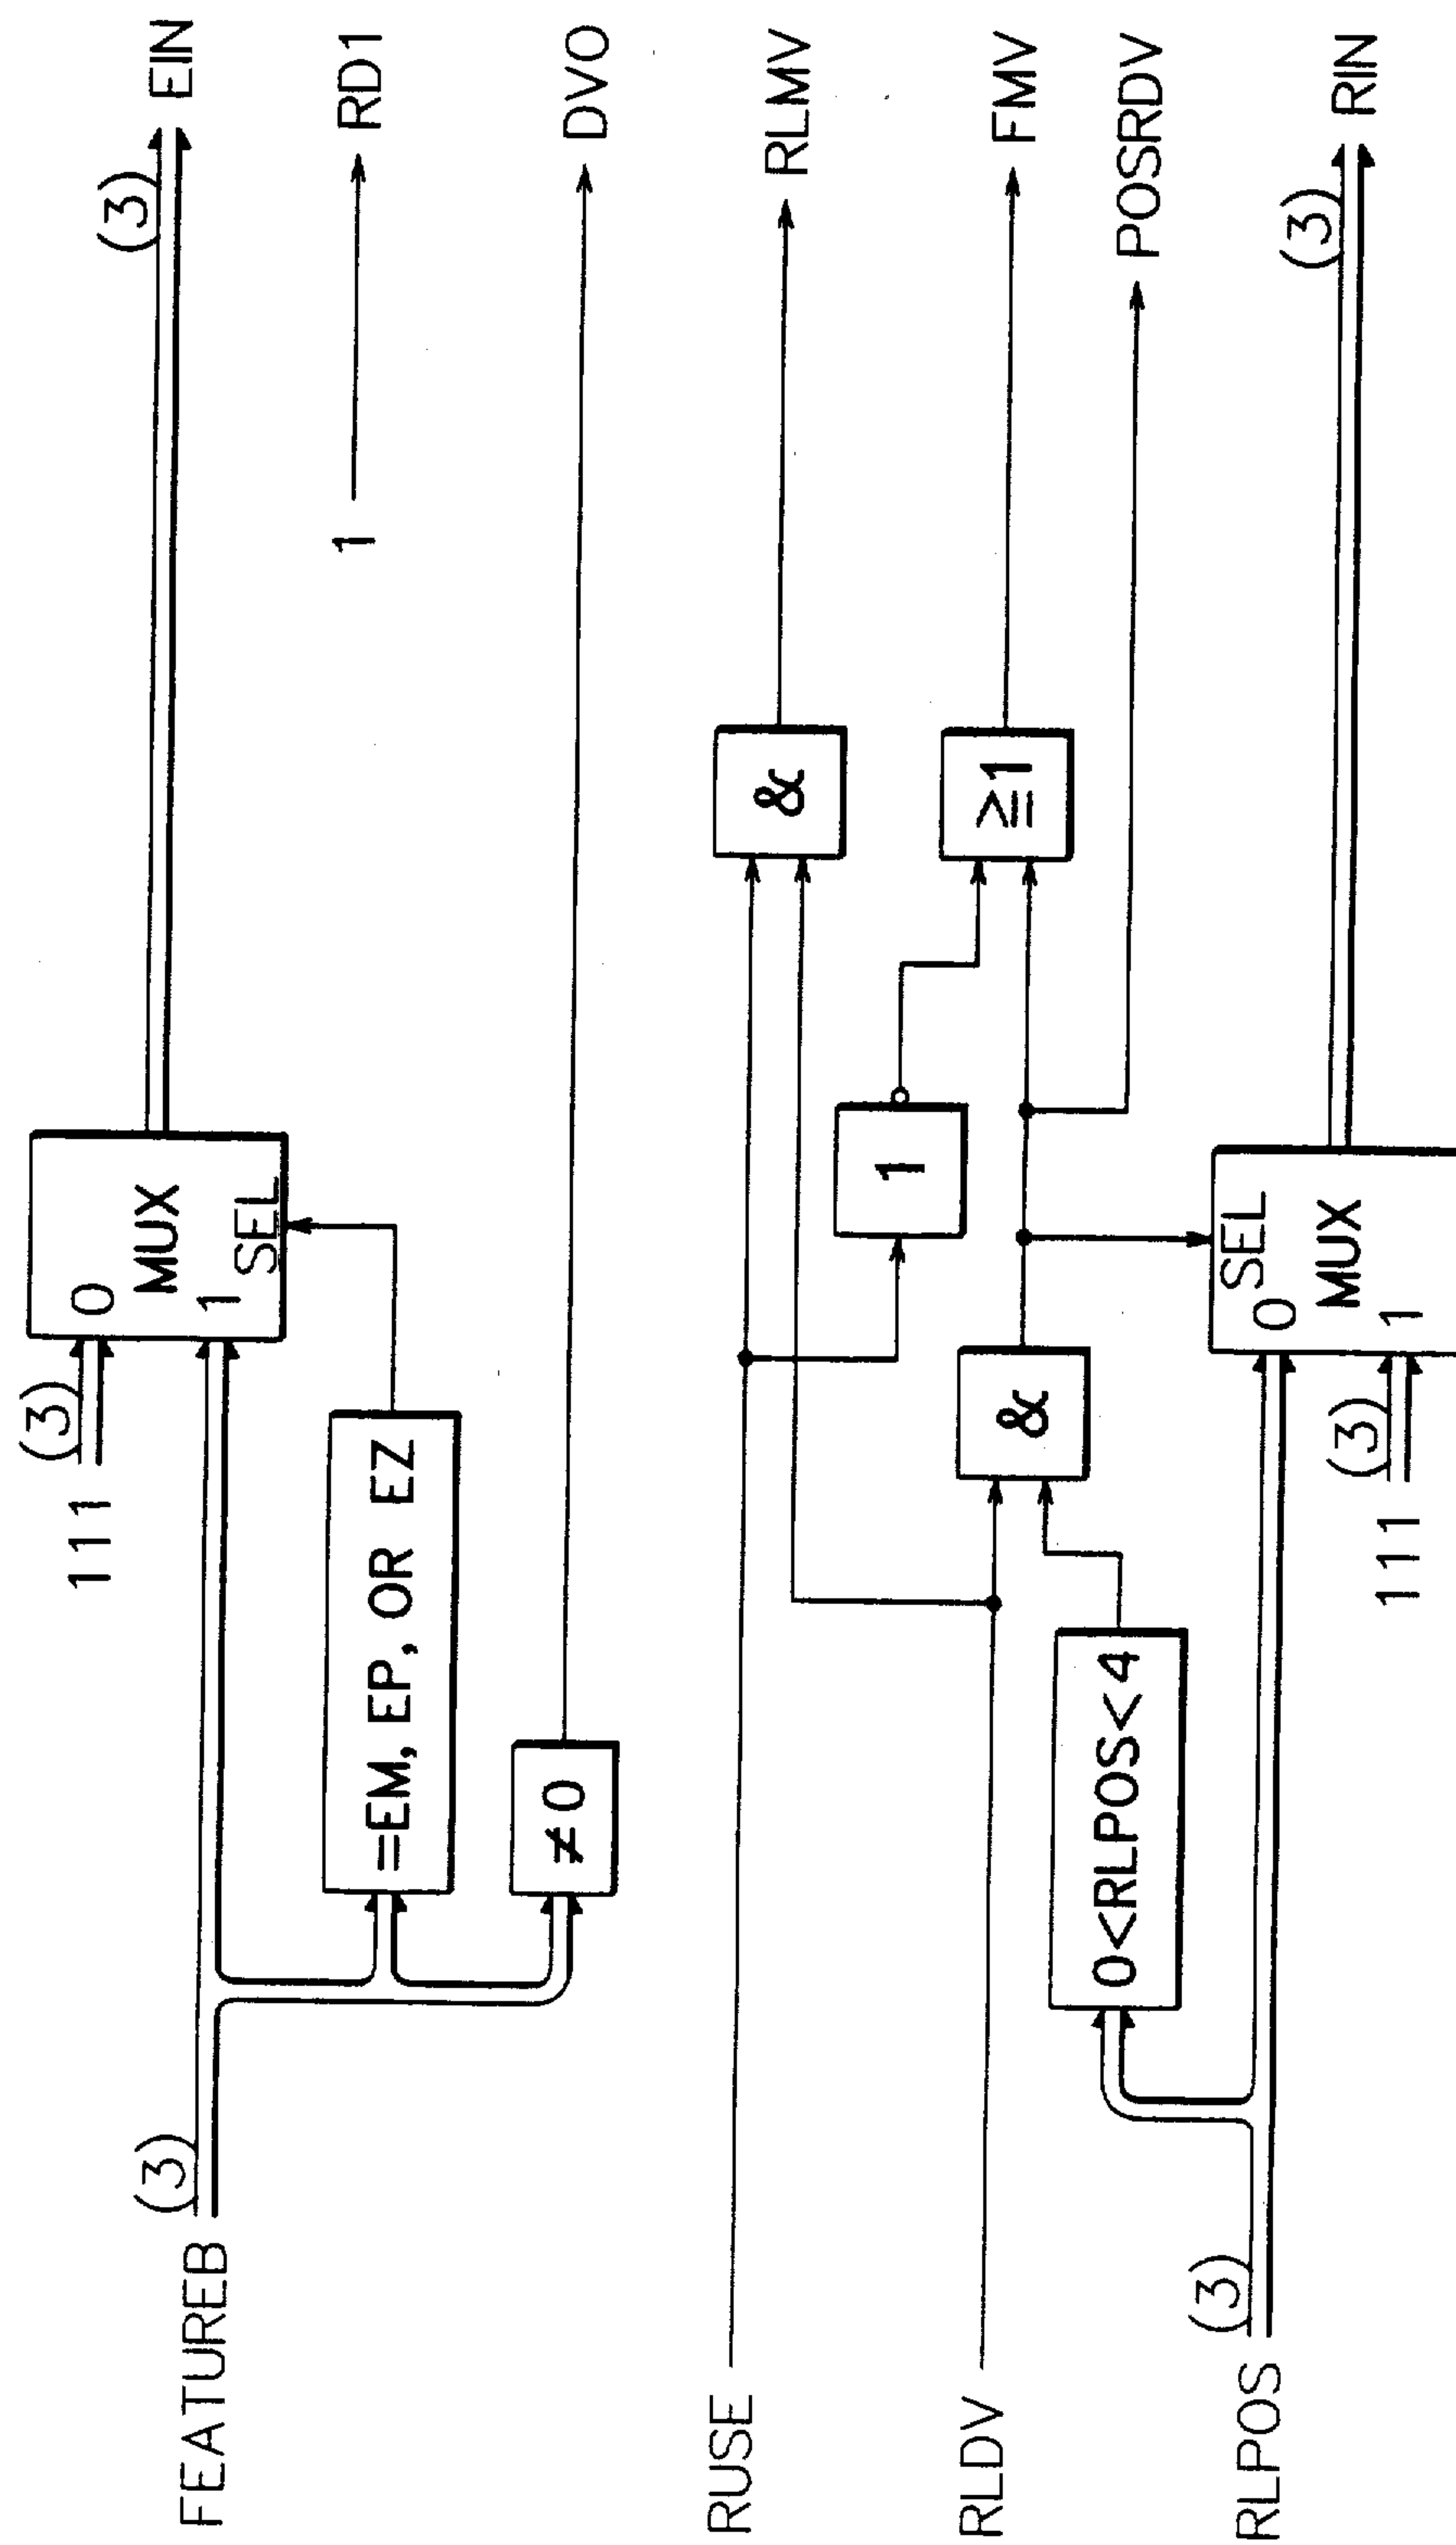 FEATUREB
(3)
111
(3)
0
MUX
1
SEL
(3)
EIN
=EM, EP, OR EZ
1
RD1
≠0
DVO
RUSE
&
RLMV
1
≥1
FMV
RLDV
&
POSRDV
0<RLPOS<4
RLPOS
(3)
SEL
0
MUX
1
111
(3)
(3)
RIN